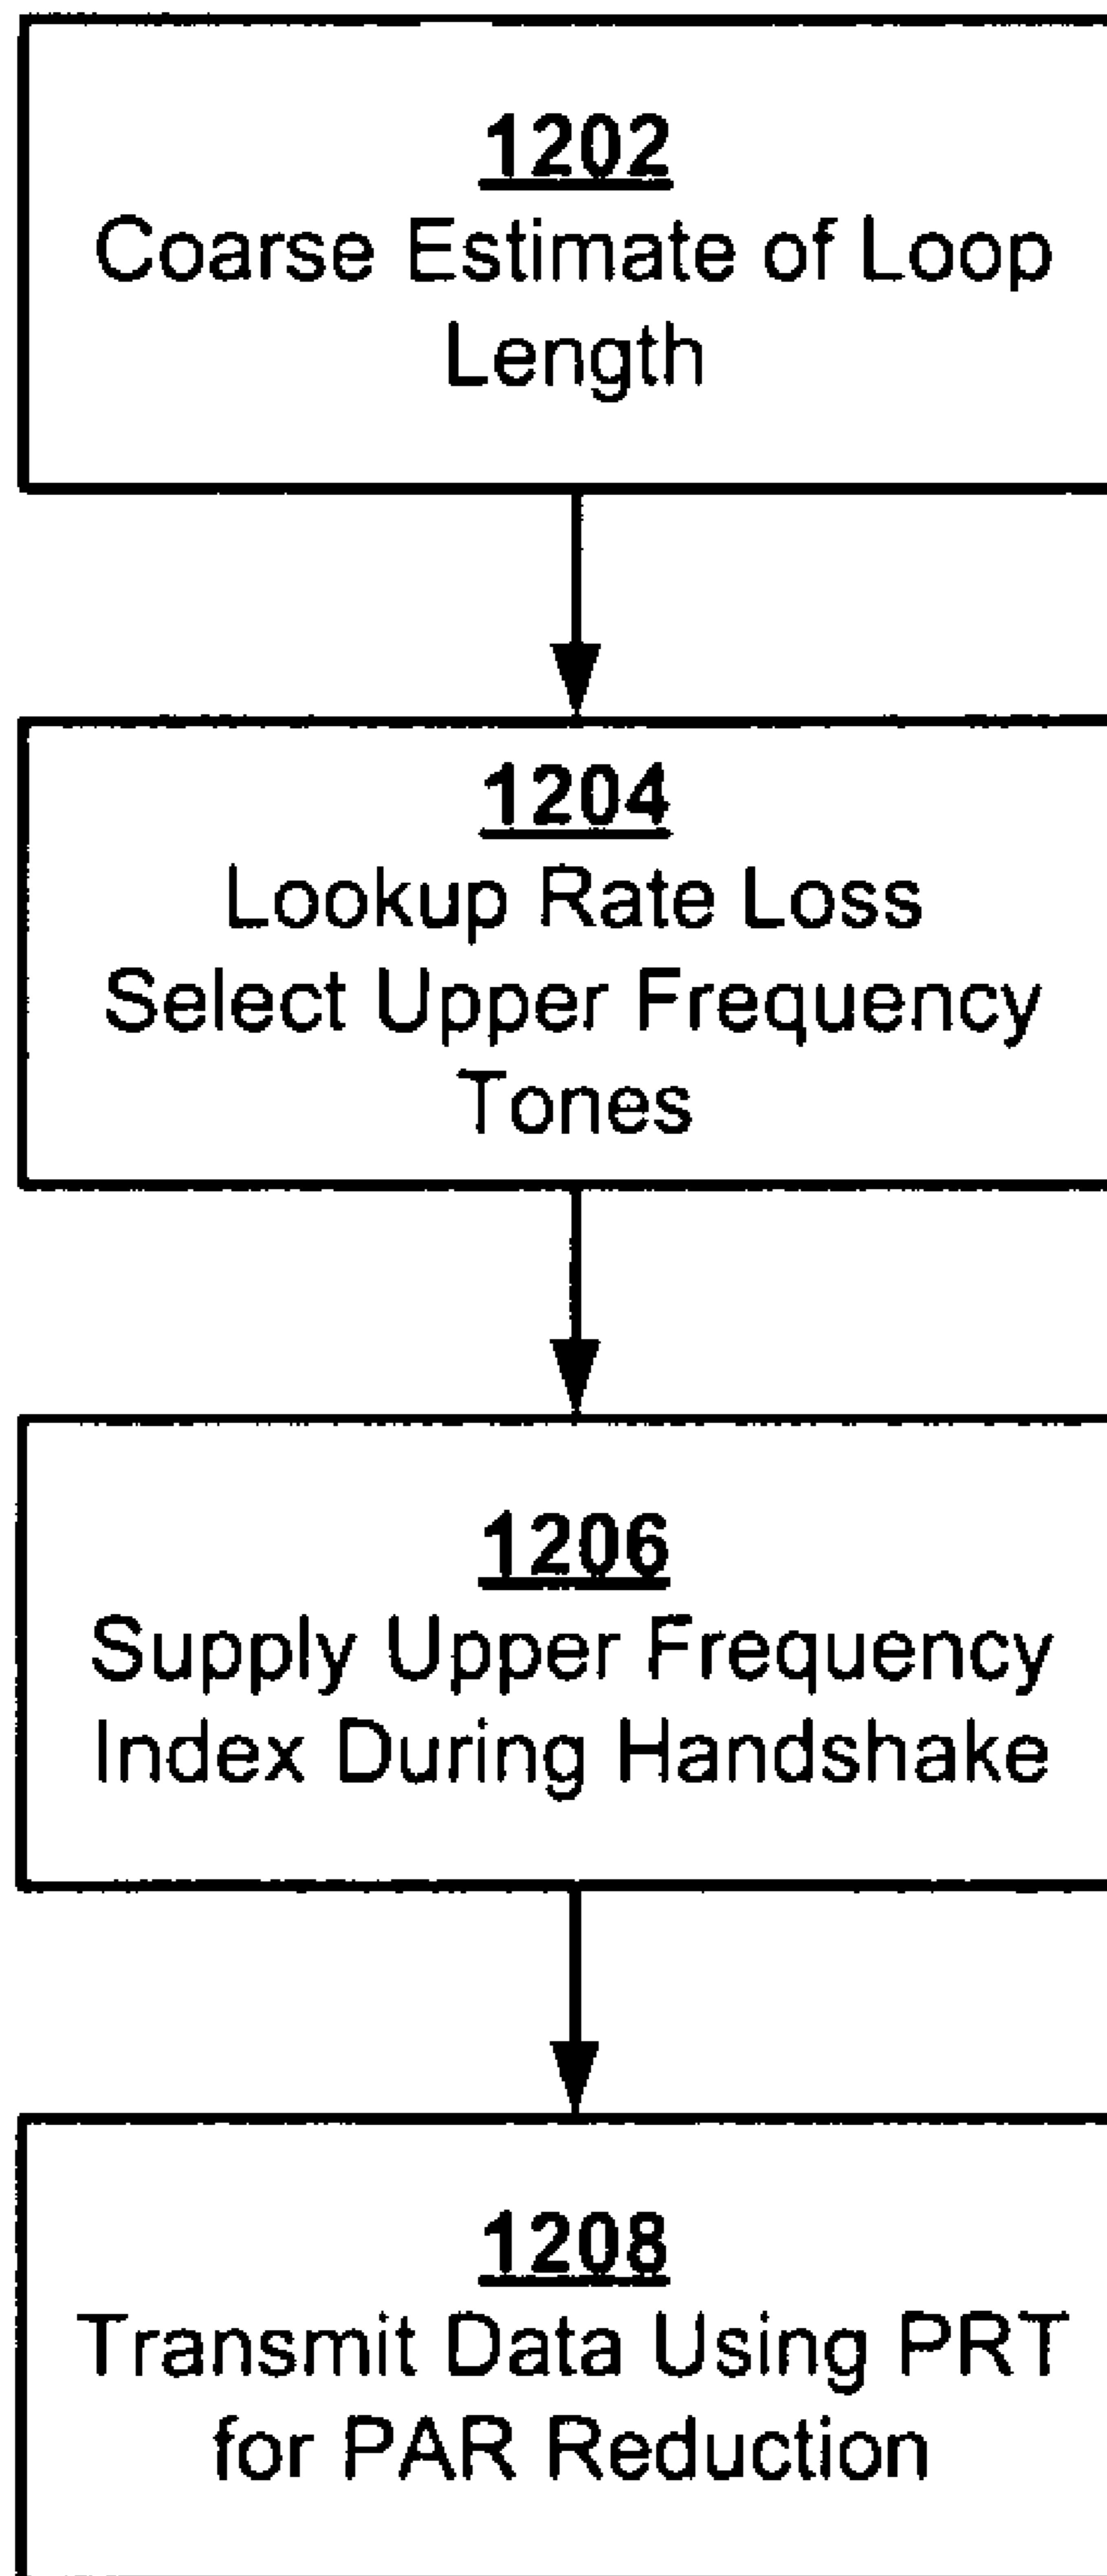 1202
Coarse Estimate of Loop
Length
1204
Lookup Rate Loss
Select Upper Frequency
Tones
1206
Supply Upper Frequency
Index During Handshake
1208
Transmit Data Using PRT
for PAR Reduction